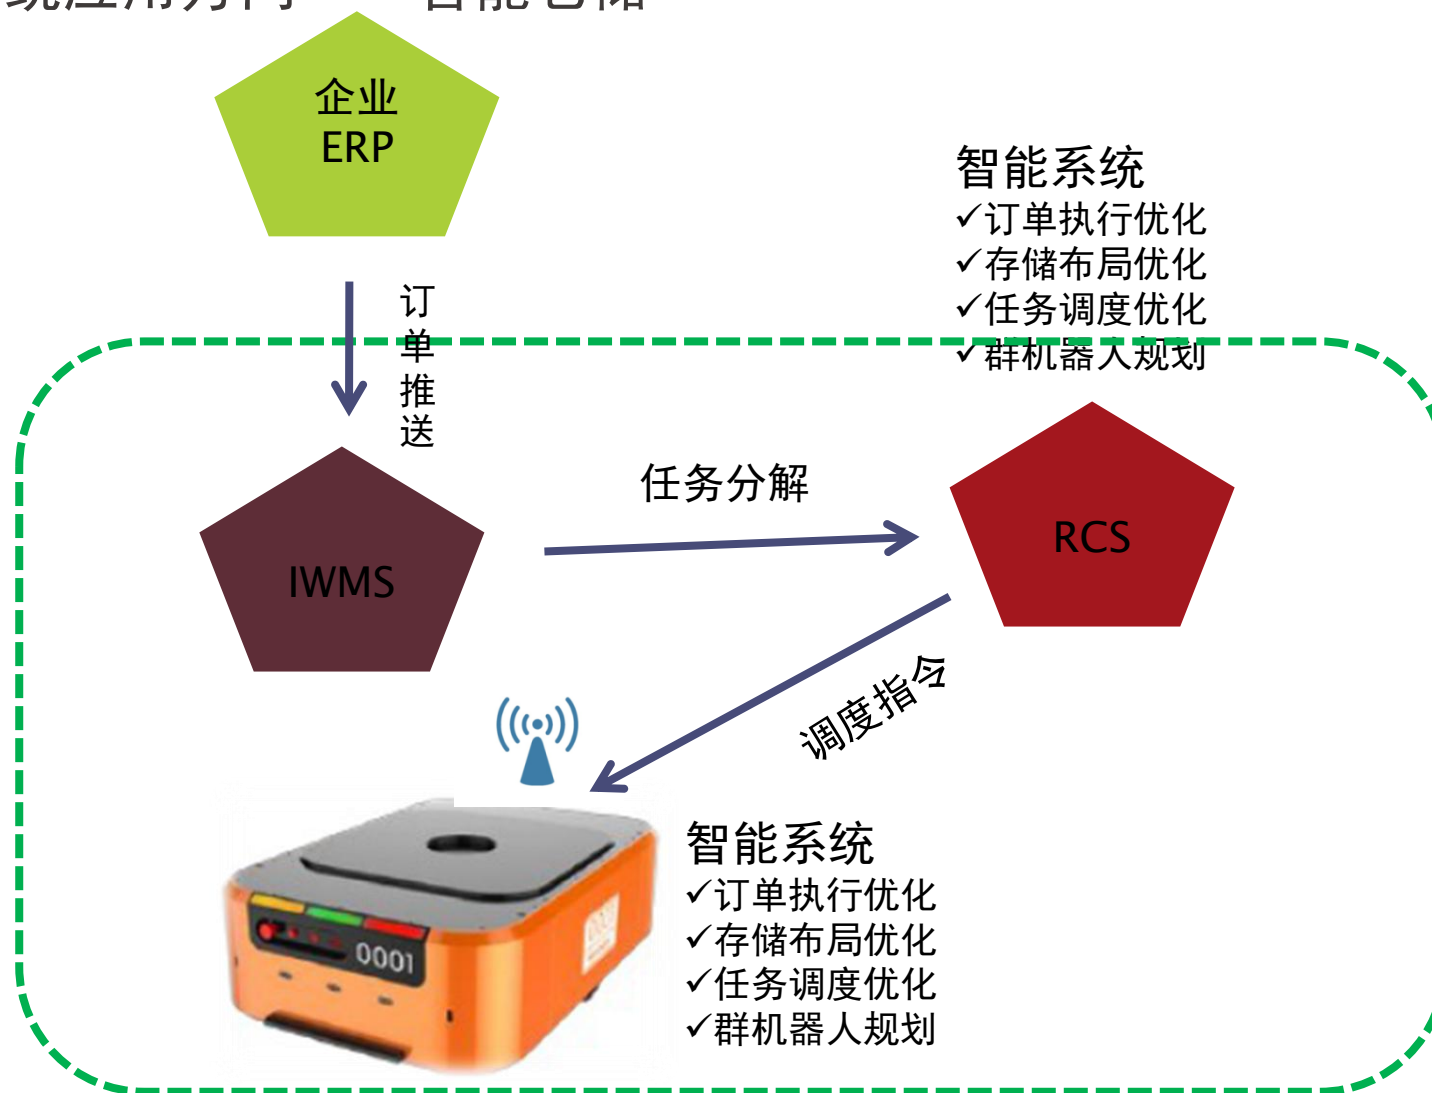 企业
ERP
智能系统
✓订单执行优化
✓存储布局优化
✓任务调度优化
✓群机器人规划
订
单
推
送
任务分解
IWMS
RCS
调度指令
0001
智能系统
✓订单执行优化
✓存储布局优化
✓任务调度优化
✓群机器人规划